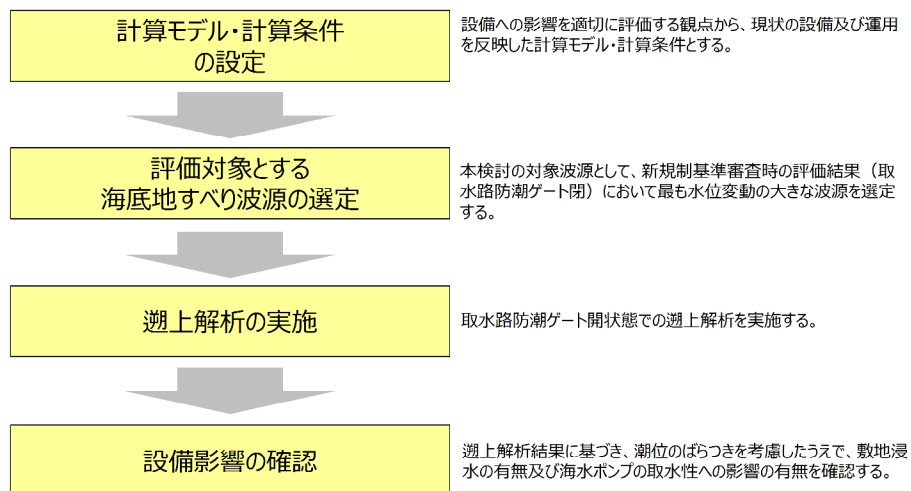 計算モデル・計算条件
の設定
設備への影響を適切に評価する観点から、現状の設備及び運用
を反映した計算モデル・計算条件とする。
評価対象とする
海底地すべり波源の選定
本検討の対象波源として、新規制基準審査時の評価結果（取
水路防潮ゲート閉）において最も水位変動の大きな波源を選定
する。
遡上解析の実施
取水路防潮ゲート開状態での遡上解析を実施する。
設備影響の確認
遡上解析結果に基づき、潮位のばらつきを考慮したうえで、敷地浸
水の有無及び海水ポンプの取水性への影響の有無を確認する。